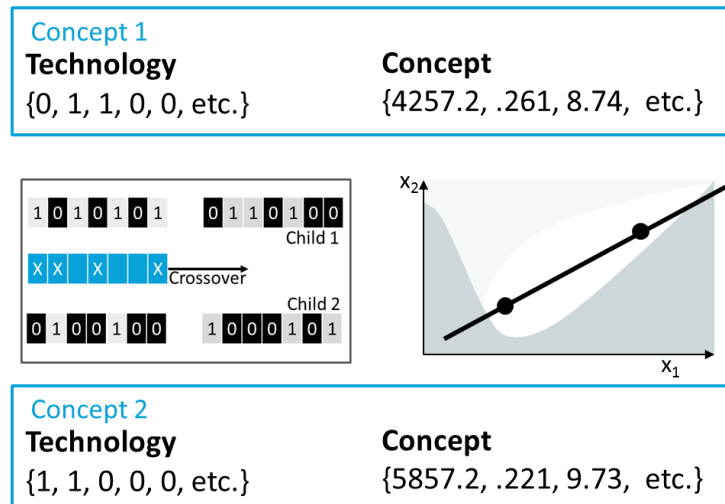 Concept 1
Technology Concept
{0, 1, 1, 0, 0, etc.} {4257.2, .261, 8.74, etc.}
1 0 1 0 1 0 1 0 1 1 0 1 0 0
Child 1
X X X X Crossover
Child 2
0 1 0 0 1 0 0 1 0 0 0 1 0 1
x2
x1
Concept 2
Technology Concept
{1, 1, 0, 0, 0, etc.} {5857.2, .221, 9.73, etc.}